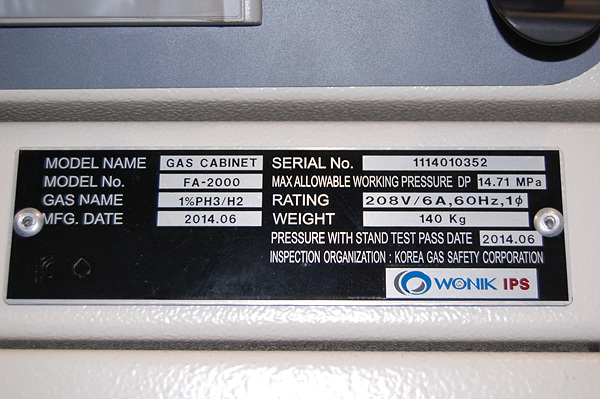 MODEL NAME GAS CABINET
MODEL No. FA-2000
GAS NAME 1%PH3/H2
MFG. DATE 2014.06
SERIAL No. 1114010352
MAX ALLOWABLE WORKING PRESSURE DP 14.71 MPa
RATING 208V/6A,60Hz,1ϕ
WEIGHT 140 Kg
PRESSURE WITH STAND TEST PASS DATE 2014.06
INSPECTION ORGANIZATION : KOREA GAS SAFETY CORPORATION
WONIK IPS